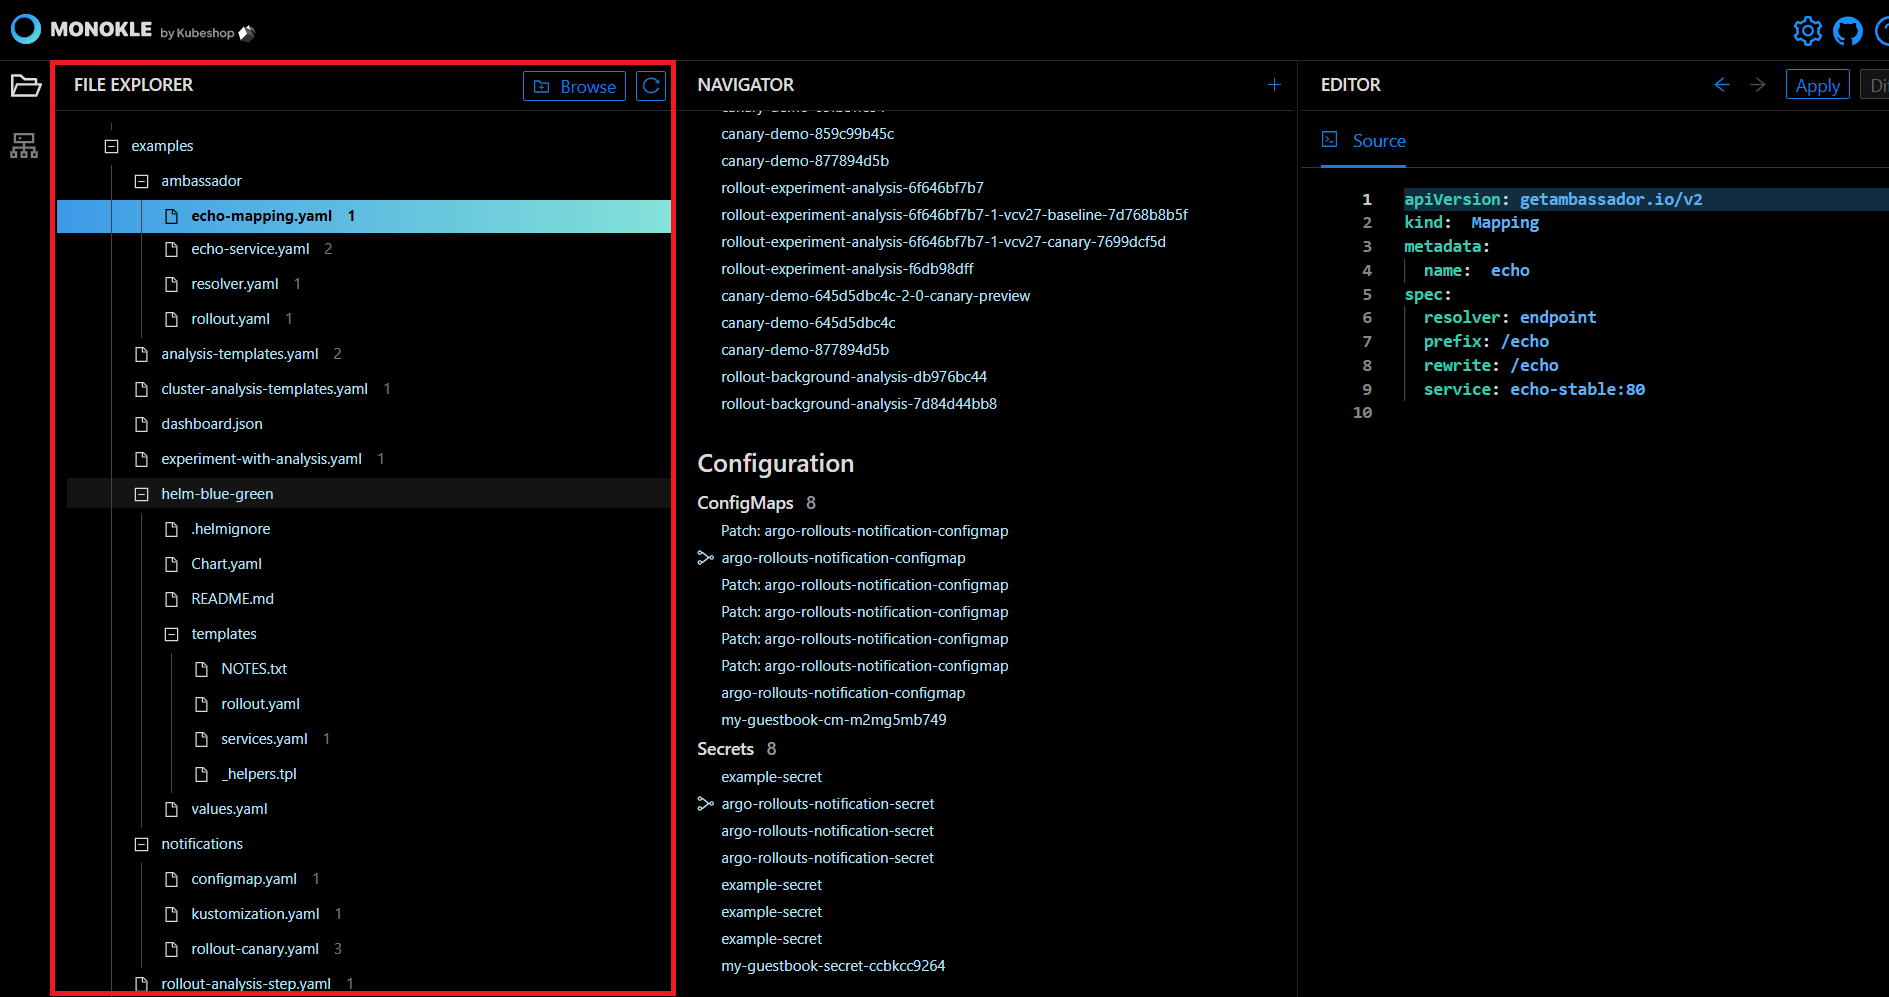 MONOKLE by Kubeshop
FILE EXPLORER
Browse
examples
ambassador
echo-mapping.yaml 1
echo-service.yaml 2
resolver.yaml 1
rollout.yaml 1
analysis-templates.yaml 2
cluster-analysis-templates.yaml 1
dashboard.json
experiment-with-analysis.yaml 1
helm-blue-green
.helmignore
Chart.yaml
README.md
templates
NOTES.txt
rollout.yaml
services.yaml 1
_helpers.tpl
values.yaml
notifications
configmap.yaml 1
kustomization.yaml 1
rollout-canary.yaml 3
rollout-analysis-step.yaml 1
NAVIGATOR
canary-demo-859c99b45c
canary-demo-877894d5b
rollout-experiment-analysis-6f646bf7b7
rollout-experiment-analysis-6f646bf7b7-1-vcv27-baseline-7d768b8b5f
rollout-experiment-analysis-6f646bf7b7-1-vcv27-canary-7699dcf5d
rollout-experiment-analysis-f6db98dff
canary-demo-645d5dbc4c-2-0-canary-preview
canary-demo-645d5dbc4c
canary-demo-877894d5b
rollout-background-analysis-db976bc44
rollout-background-analysis-7d84d44bb8
Configuration
ConfigMaps 8
Patch: argo-rollouts-notification-configmap
argo-rollouts-notification-configmap
Patch: argo-rollouts-notification-configmap
Patch: argo-rollouts-notification-configmap
Patch: argo-rollouts-notification-configmap
Patch: argo-rollouts-notification-configmap
argo-rollouts-notification-configmap
my-guestbook-cm-m2mg5mb749
Secrets 8
example-secret
argo-rollouts-notification-secret
argo-rollouts-notification-secret
argo-rollouts-notification-secret
example-secret
example-secret
example-secret
my-guestbook-secret-ccbkcc9264
EDITOR
Apply
Source
1 apiVersion: getambassador.io/v2
2 kind:  Mapping
3 metadata:
4   name:  echo
5 spec:
6   resolver: endpoint
7   prefix: /echo
8   rewrite: /echo
9   service: echo-stable:80
10